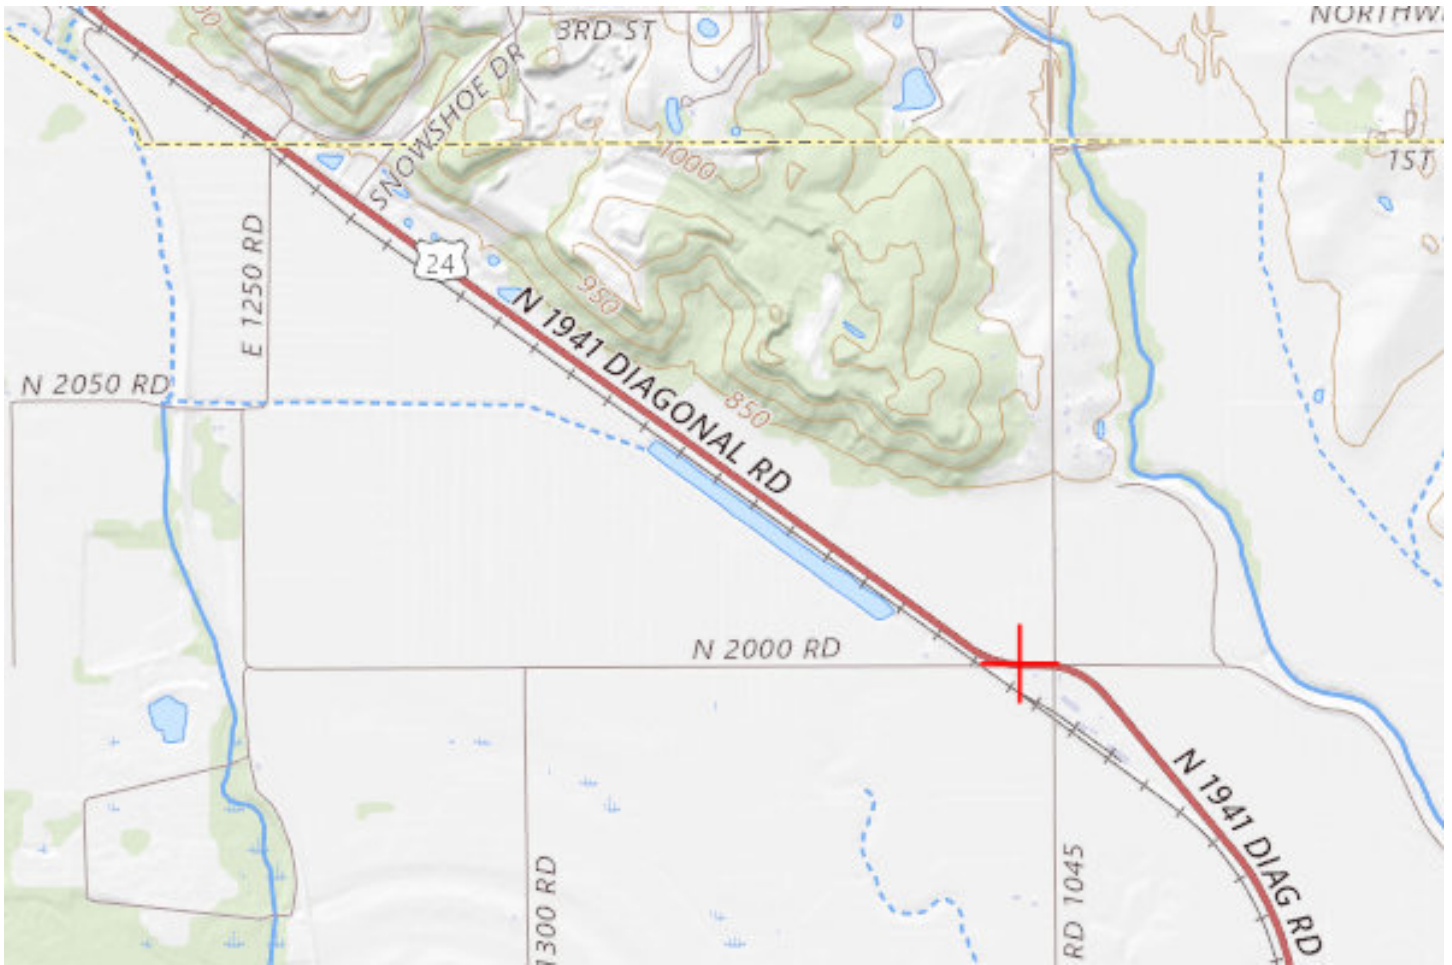 NORTHW
3RD ST
SNOWSHOE DR
1000
1ST
E 1250 RD
24
950
N 1941 DIAGONAL RD
N 2050 RD
850
N 2000 RD
N 1941 DIAG RD
1300 RD
RD 1045